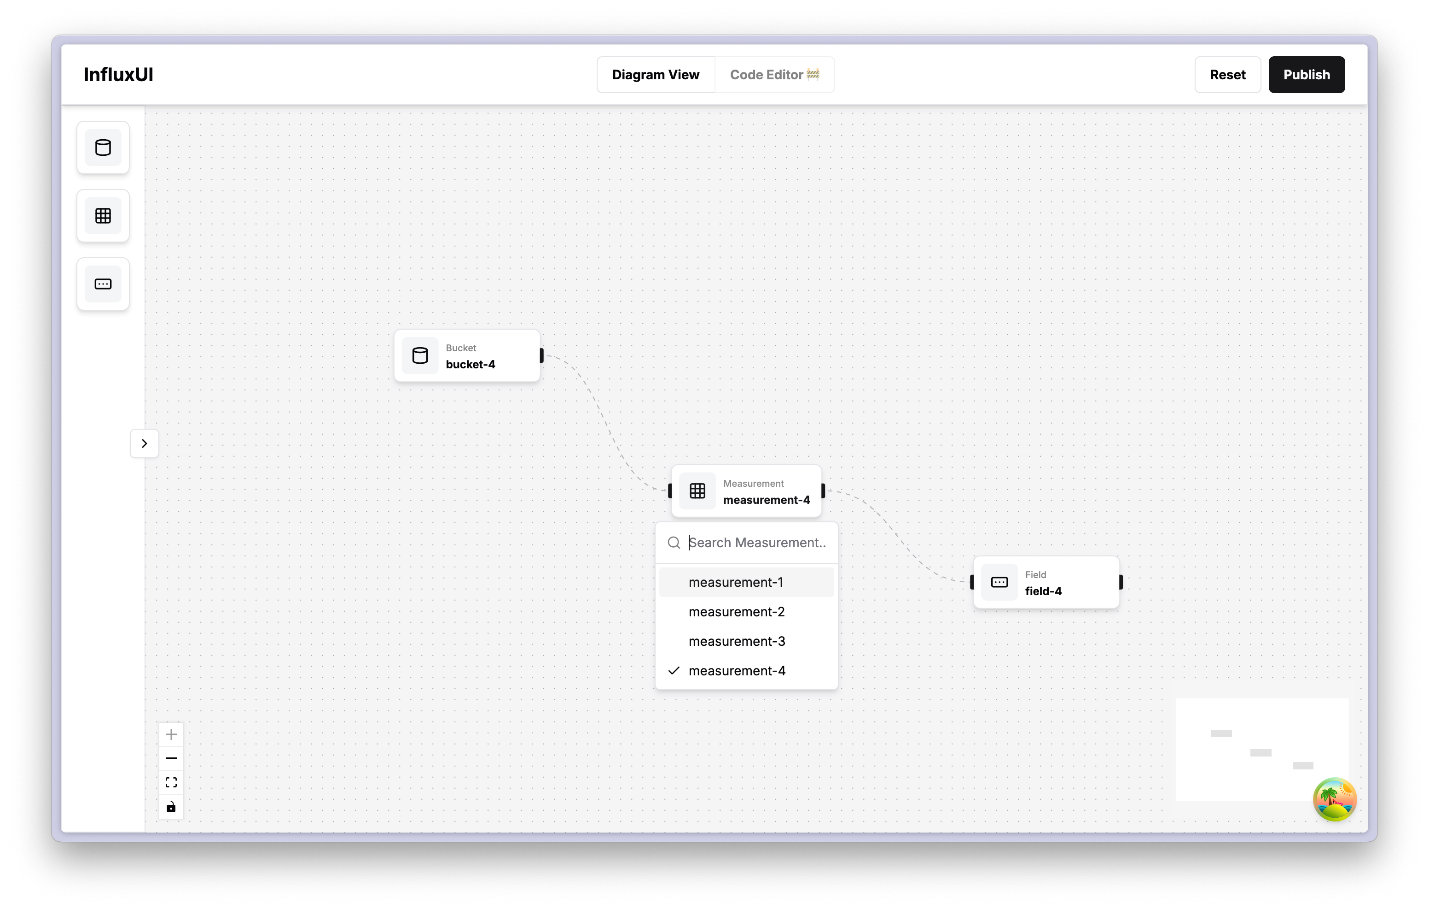 InfluxUI
Diagram View
Code Editor 🚧
Reset
Publish
Bucket
bucket-4
Measurement
measurement-4
Search Measurement..
measurement-1
measurement-2
measurement-3
measurement-4
Field
field-4